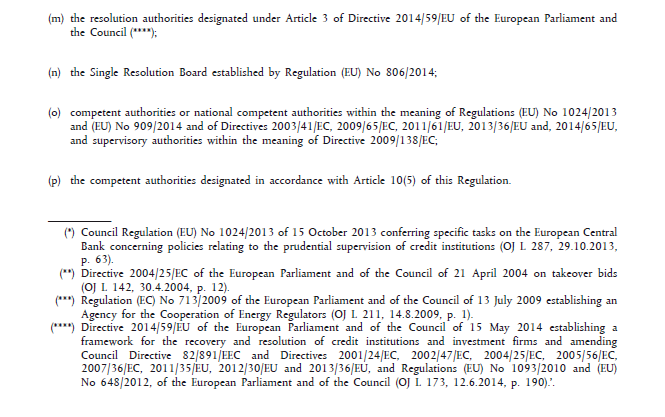 (m) the resolution authorities designated under Article 3 of Directive 2014/59/EU of the European Parliament and
the Council (****);
(n) the Single Resolution Board established by Regulation (EU) No 806/2014;
(o) competent authorities or national competent authorities within the meaning of Regulations (EU) No 1024/2013
and (EU) No 909/2014 and of Directives 2003/41/EC, 2009/65/EC, 2011/61/EU, 2013/36/EU and, 2014/65/EU,
and supervisory authorities within the meaning of Directive 2009/138/EC;
(p) the competent authorities designated in accordance with Article 10(5) of this Regulation.
(*) Council Regulation (EU) No 1024/2013 of 15 October 2013 conferring specific tasks on the European Central
Bank concerning policies relating to the prudential supervision of credit institutions (OJ L 287, 29.10.2013,
p. 63).
(**) Directive 2004/25/EC of the European Parliament and of the Council of 21 April 2004 on takeover bids
(OJ L 142, 30.4.2004, p. 12).
(***) Regulation (EC) No 713/2009 of the European Parliament and of the Council of 13 July 2009 establishing an
Agency for the Cooperation of Energy Regulators (OJ L 211, 14.8.2009, p. 1).
(****) Directive 2014/59/EU of the European Parliament and of the Council of 15 May 2014 establishing a
framework for the recovery and resolution of credit institutions and investment firms and amending
Council Directive 82/891/EEC and Directives 2001/24/EC, 2002/47/EC, 2004/25/EC, 2005/56/EC,
2007/36/EC, 2011/35/EU, 2012/30/EU and 2013/36/EU, and Regulations (EU) No 1093/2010 and (EU)
No 648/2012, of the European Parliament and of the Council (OJ L 173, 12.6.2014, p. 190).'.